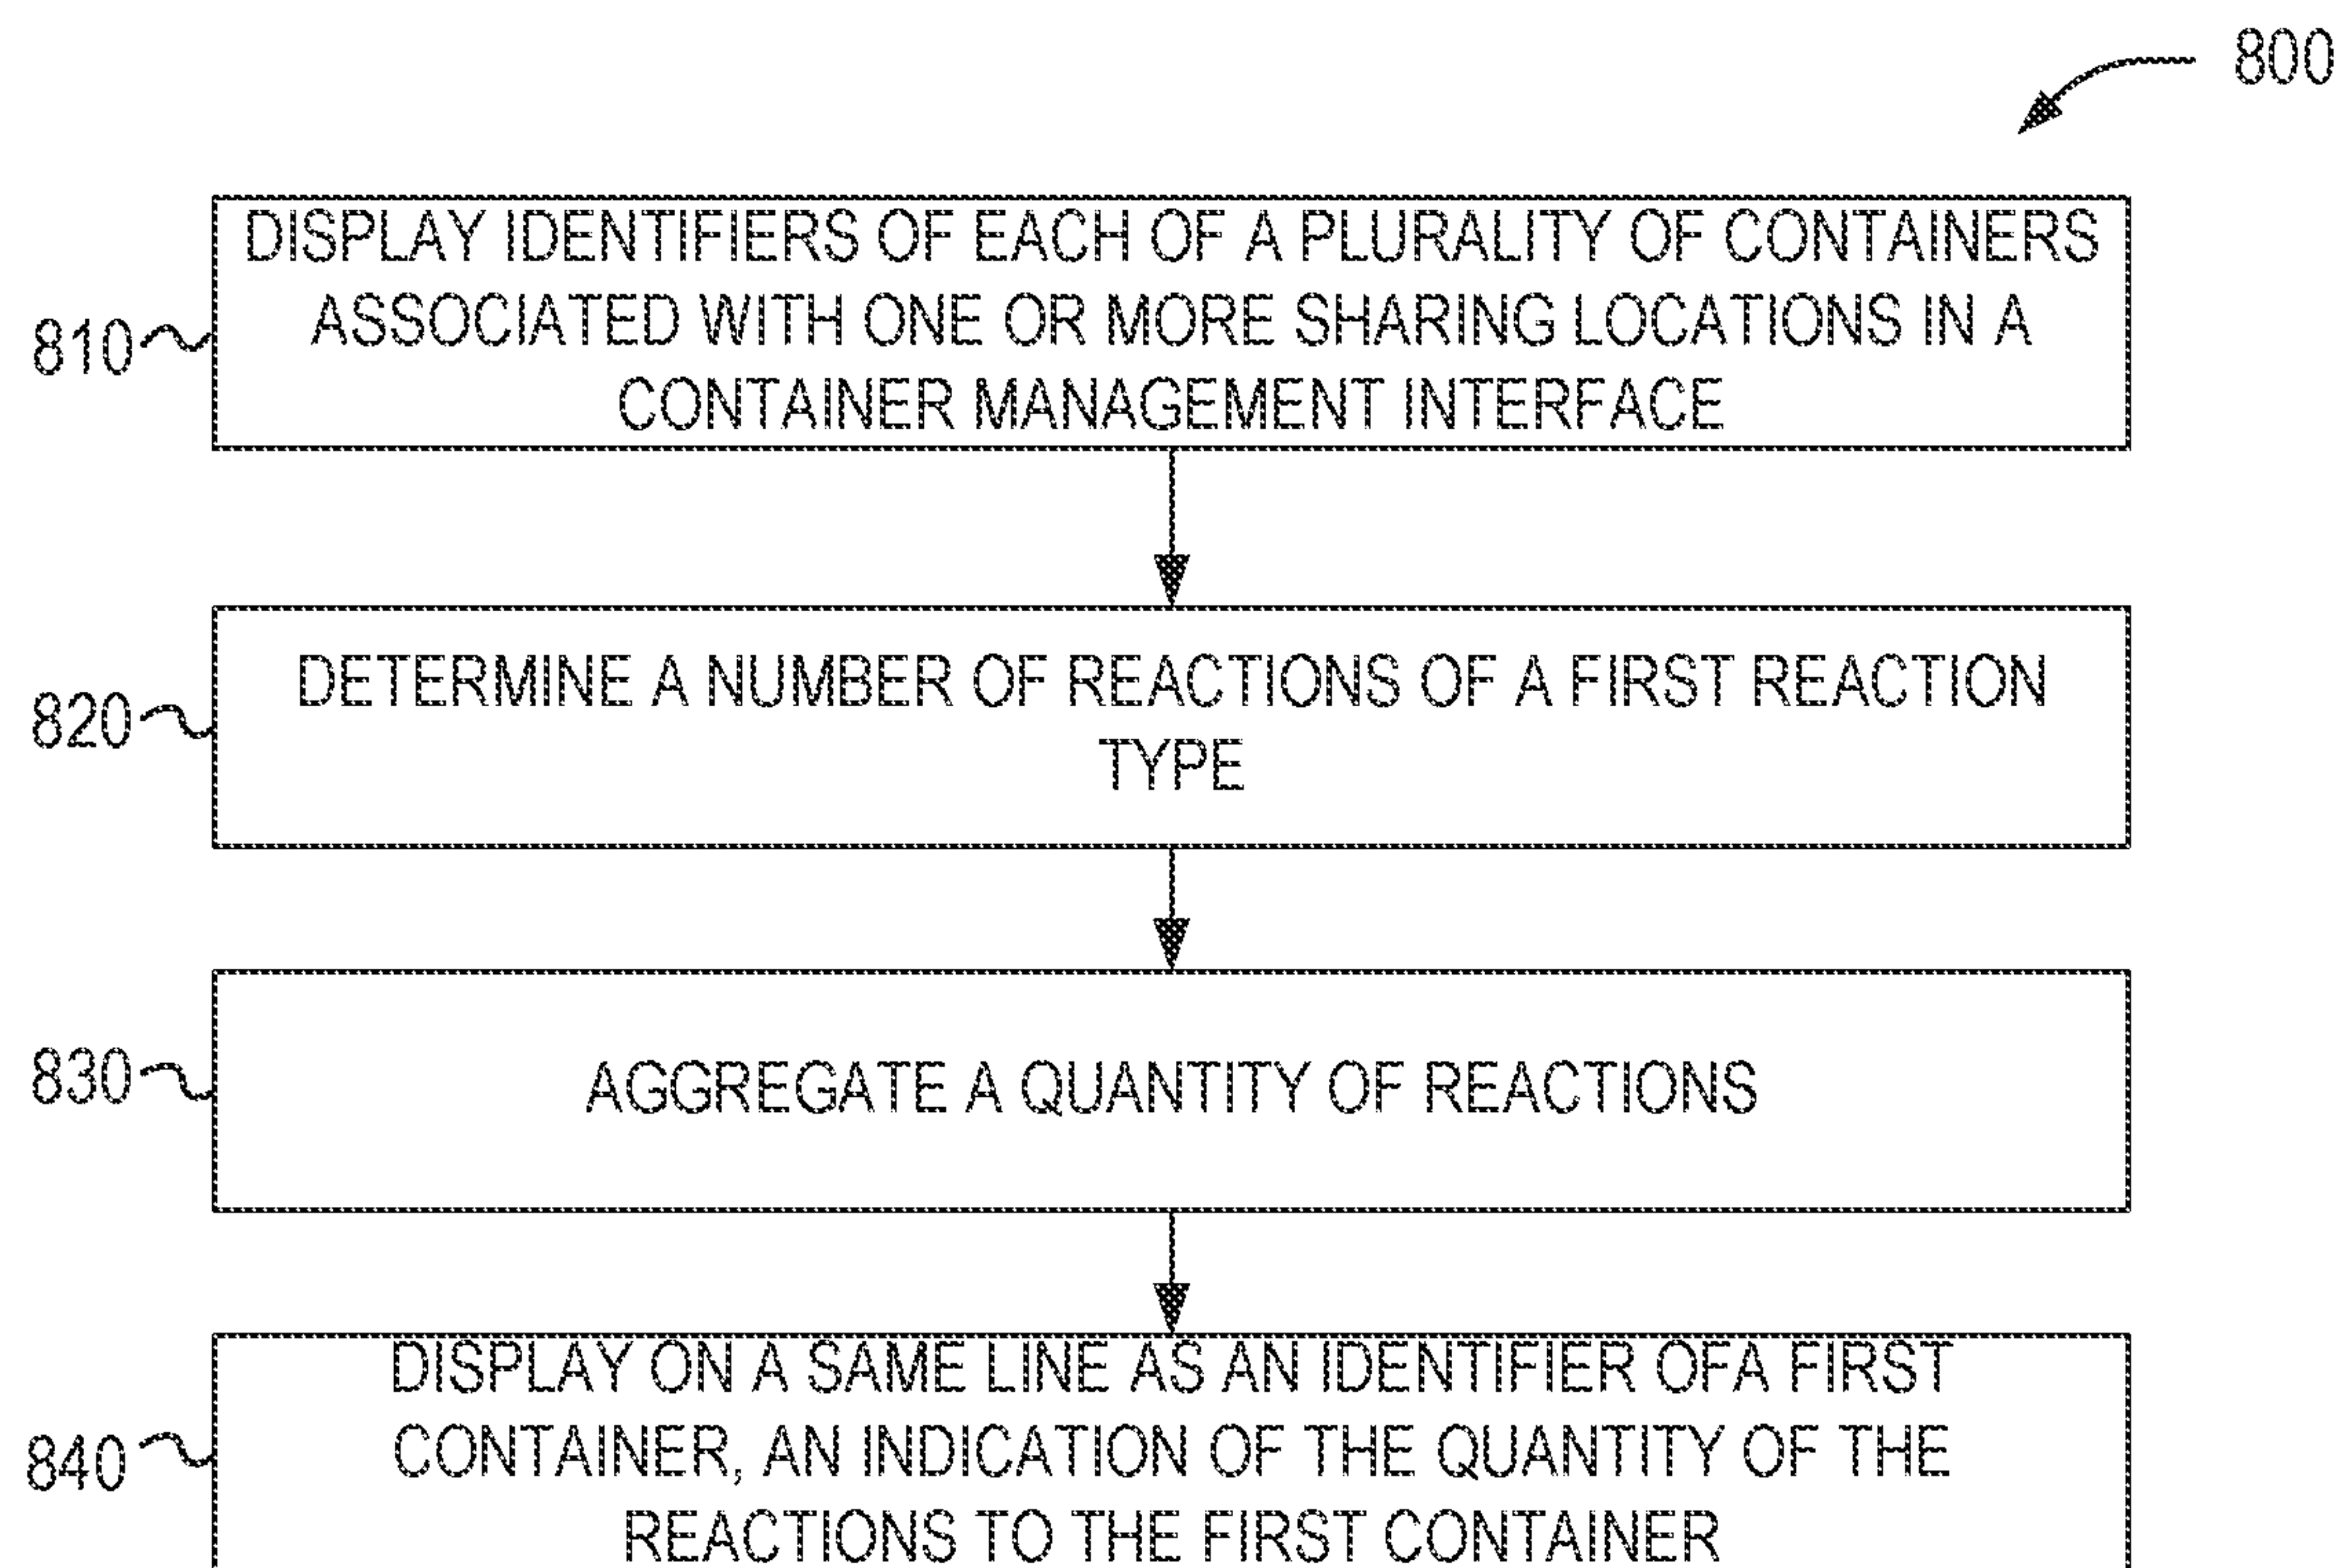 800
DISPLAY IDENTIFIERS OF EACH OF A PLURALITY OF CONTAINERS
ASSOCIATED WITH ONE OR MORE SHARING LOCATIONS IN A
CONTAINER MANAGEMENT INTERFACE
810
DETERMINE A NUMBER OF REACTIONS OF A FIRST REACTION
TYPE
820
AGGREGATE A QUANTITY OF REACTIONS
830
DISPLAY ON A SAME LINE AS AN IDENTIFIER OFA FIRST
CONTAINER, AN INDICATION OF THE QUANTITY OF THE
REACTIONS TO THE FIRST CONTAINER
840